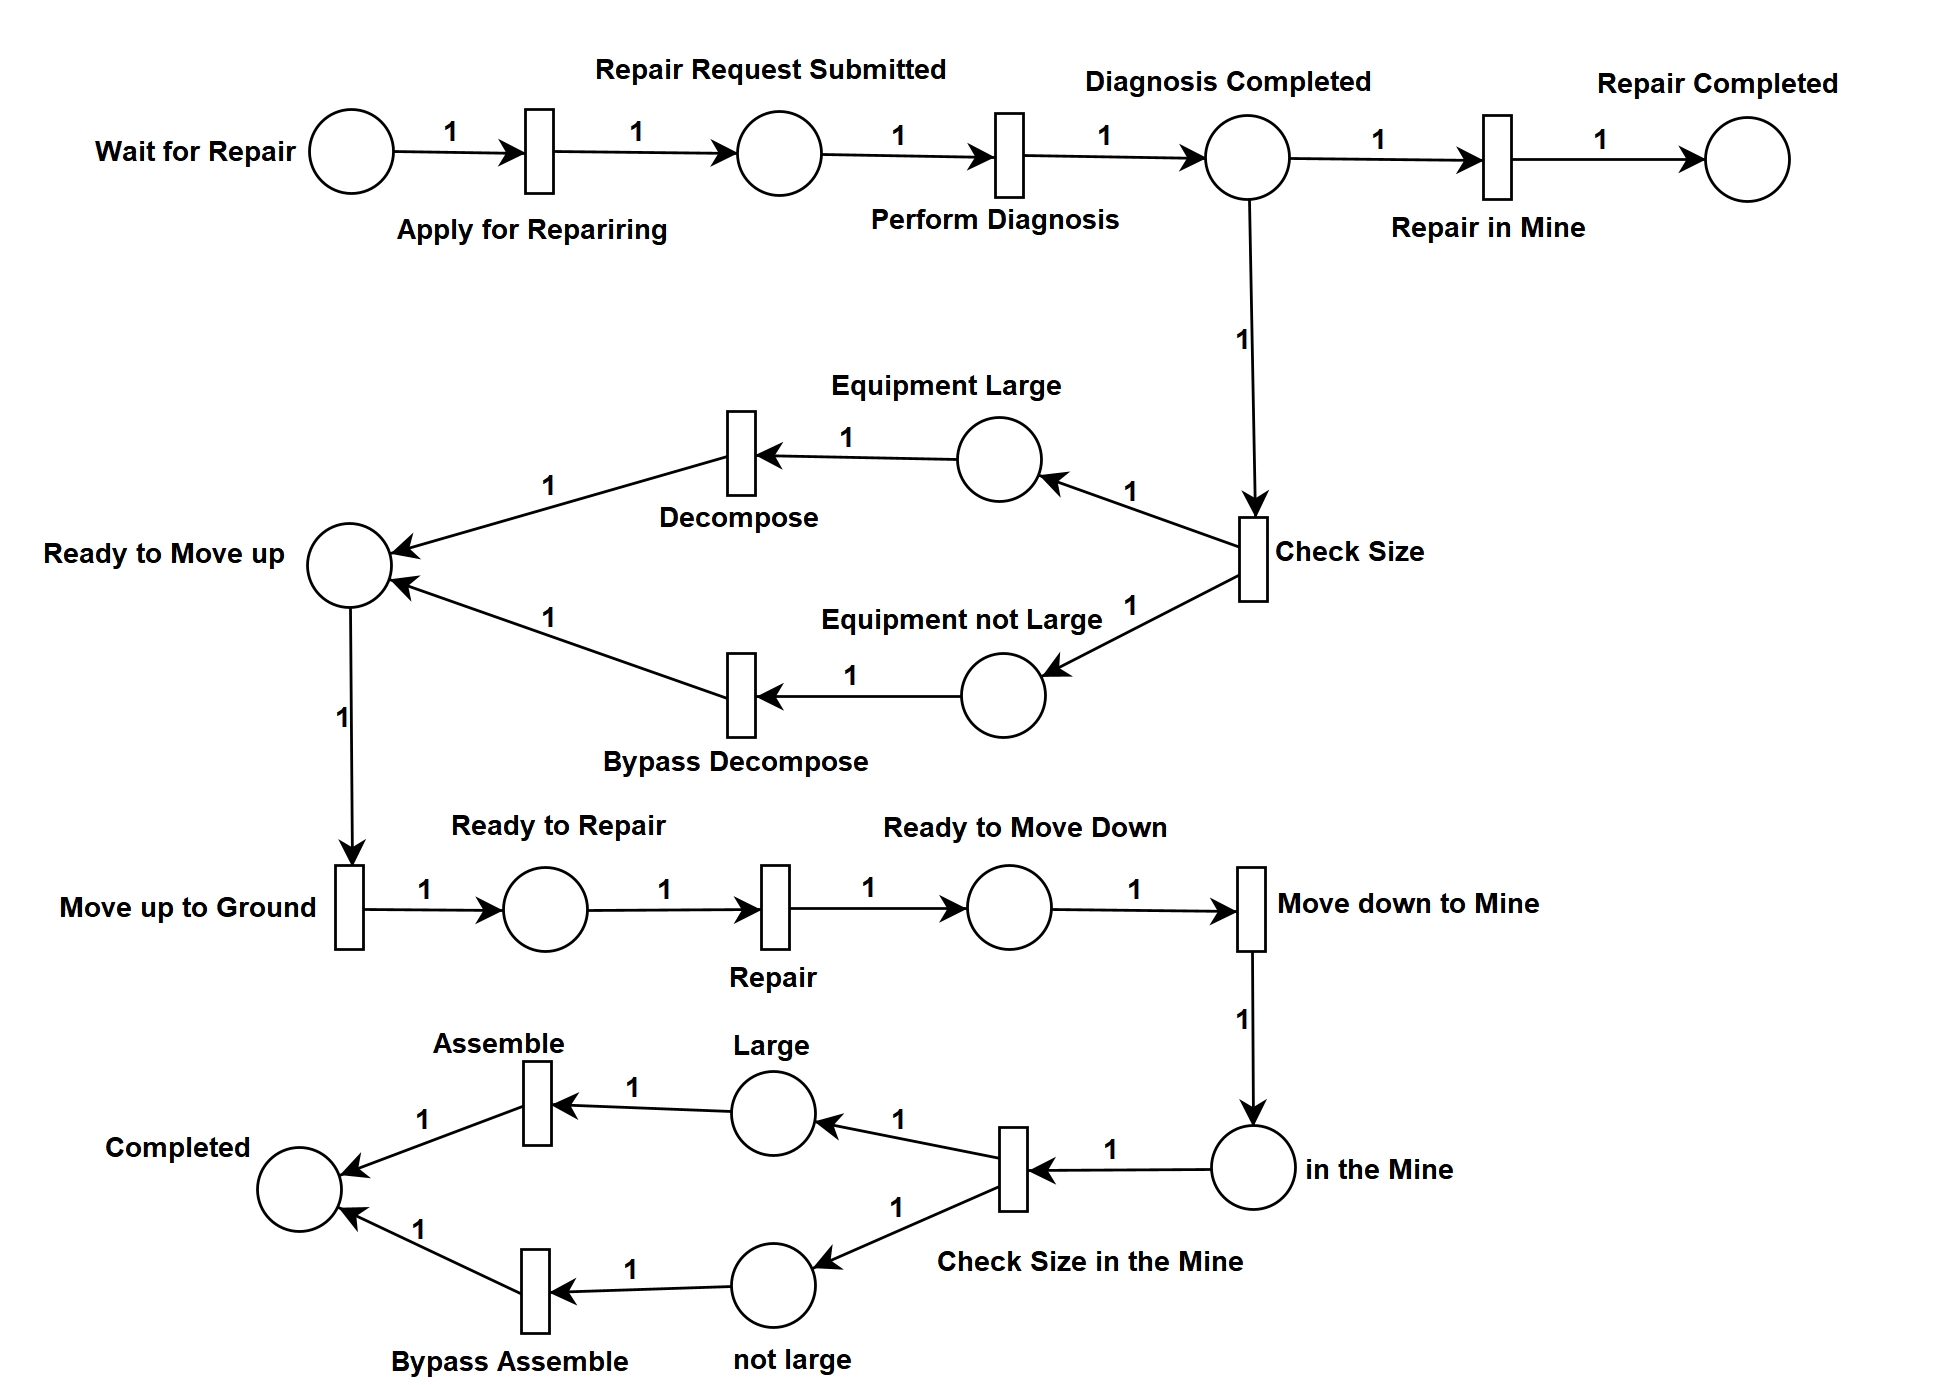 Repair Request Submitted
Diagnosis Completed
Repair Completed
Wait for Repair
1
1
1
1
1
1
Apply for Repariring
Perform Diagnosis
Repair in Mine
1
Equipment Large
1
1
1
Decompose
Check Size
Ready to Move up
1
1
Equipment not Large
1
1
Bypass Decompose
Ready to Repair
Ready to Move Down
Move up to Ground
1
1
1
1
Move down to Mine
Repair
1
Assemble
Large
1
1
1
Completed
1
in the Mine
1
1
1
Check Size in the Mine
Bypass Assemble
not large